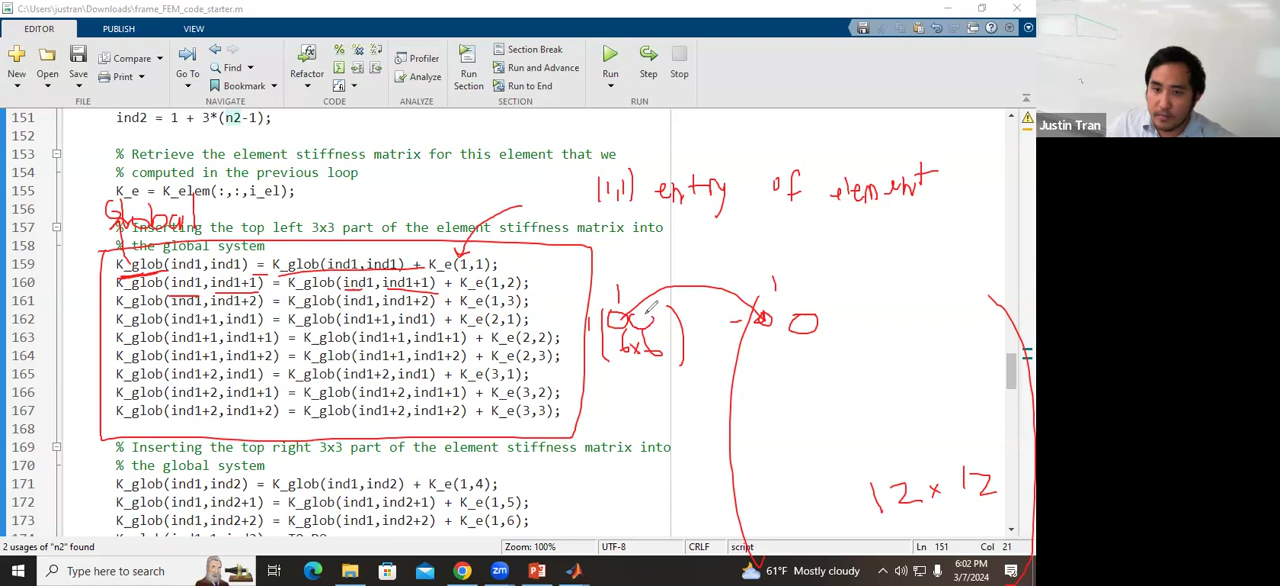 C:\Users\justran\Downloads\frame_FEM_code_starter.m
EDITOR PUBLISH VIEW
New Open Save Compare Print Go To Find Bookmark Refactor Profiler Analyze Run Section Section Break Run and Advance Run to End Run Step Stop
FILE NAVIGATE CODE ANALYZE SECTION RUN
Justin Tran
151 ind2 = 1 + 3*(n2-1);
152
153 % Retrieve the element stiffness matrix for this element that we
154 % computed in the previous loop
155 K_e = K_elem(:,:,i_el);
(1,1) entry of element
156
Global
157 % Inserting the top left 3x3 part of the element stiffness matrix into
158 % the global system
159 K_glob(ind1,ind1) = K_glob(ind1,ind1) + K_e(1,1);
160 K_glob(ind1,ind1+1) = K_glob(ind1,ind1+1) + K_e(1,2);
161 K_glob(ind1,ind1+2) = K_glob(ind1,ind1+2) + K_e(1,3);
162 K_glob(ind1+1,ind1) = K_glob(ind1+1,ind1) + K_e(2,1);
163 K_glob(ind1+1,ind1+1) = K_glob(ind1+1,ind1+1) + K_e(2,2);
164 K_glob(ind1+1,ind1+2) = K_glob(ind1+1,ind1+2) + K_e(2,3);
165 K_glob(ind1+2,ind1) = K_glob(ind1+2,ind1) + K_e(3,1);
166 K_glob(ind1+2,ind1+1) = K_glob(ind1+2,ind1+1) + K_e(3,2);
167 K_glob(ind1+2,ind1+2) = K_glob(ind1+2,ind1+2) + K_e(3,3);
1 1
1
6x6
168
169 % Inserting the top right 3x3 part of the element stiffness matrix into
170 % the global system
171 K_glob(ind1,ind2) = K_glob(ind1,ind2) + K_e(1,4);
172 K_glob(ind1,ind2+1) = K_glob(ind1,ind2+1) + K_e(1,5);
173 K_glob(ind1,ind2+2) = K_glob(ind1,ind2+2) + K_e(1,6);
12 x 12
2 usages of "n2" found Zoom: 100% UTF-8 CRLF script Ln 151 Col 21
Type here to search 61°F Mostly cloudy 6:02 PM
3/7/2024